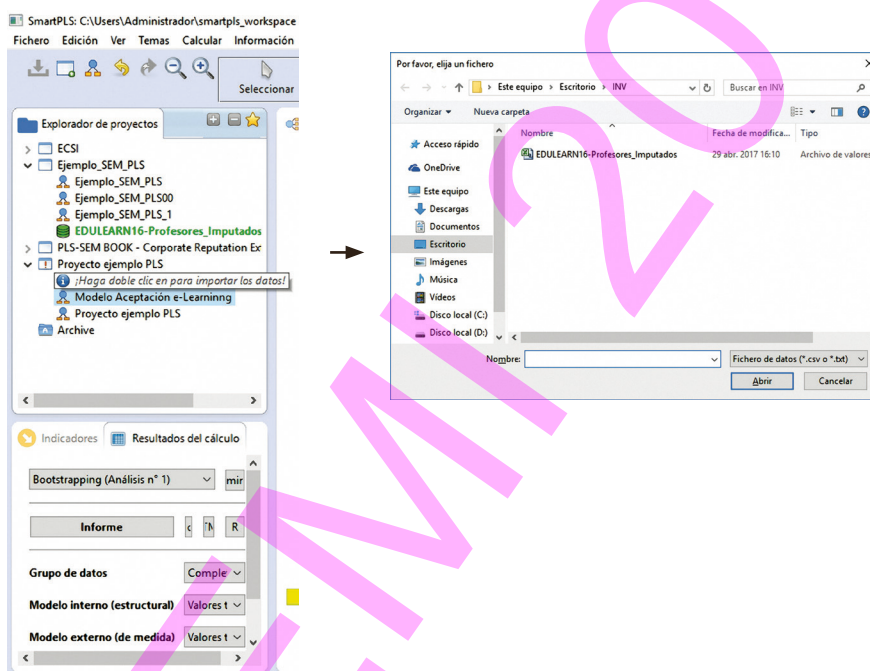 SmartPLS: C:\Users\Administrador\smartpls_workspace
Fichero Edición Ver Temas Calcular Información
Seleccionar
Explorador de proyectos
ECSI
Ejemplo_SEM_PLS
Ejemplo_SEM_PLS
Ejemplo_SEM_PLS00
Ejemplo_SEM_PLS_1
EDULEARN16-Profesores_Imputados
PLS-SEM BOOK - Corporate Reputation Ex
Proyecto ejemplo PLS
¡Haga doble clic en para importar los datos!
Modelo Aceptación e-Learninng
Proyecto ejemplo PLS
Archive
Indicadores Resultados del cálculo
Bootstrapping (Análisis n° 1) mir
Informe R
Grupo de datos Comple
Modelo interno (estructural) Valores t
Modelo externo (de medida) Valores t
Por favor, elija un fichero
Este equipo > Escritorio > INV Buscar en INV
Organizar Nueva carpeta
Nombre Fecha de modifica... Tipo
EDULEARN16-Profesores_Imputados 29 abr. 2017 16:10 Archivo de valores
Acceso rápido
OneDrive
Este equipo
Descargas
Documentos
Escritorio
Imágenes
Música
Vídeos
Disco local (C:)
Disco local (D:)
Nombre: Fichero de datos (*.csv o *.txt)
Abrir Cancelar